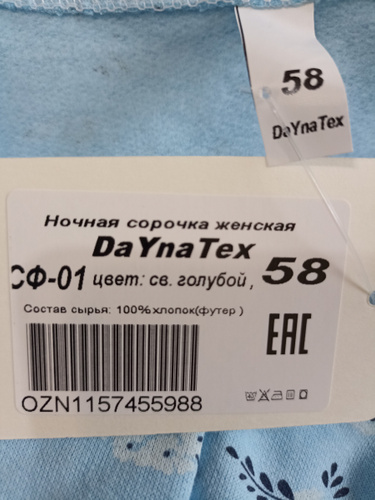 58
DaYnaTex
Ночная сорочка женская
DaYnaTex
СФ-01 цвет: св. голубой , 58
Состав сырья: 100% хлопок(футер )
EAC
OZN1157455988